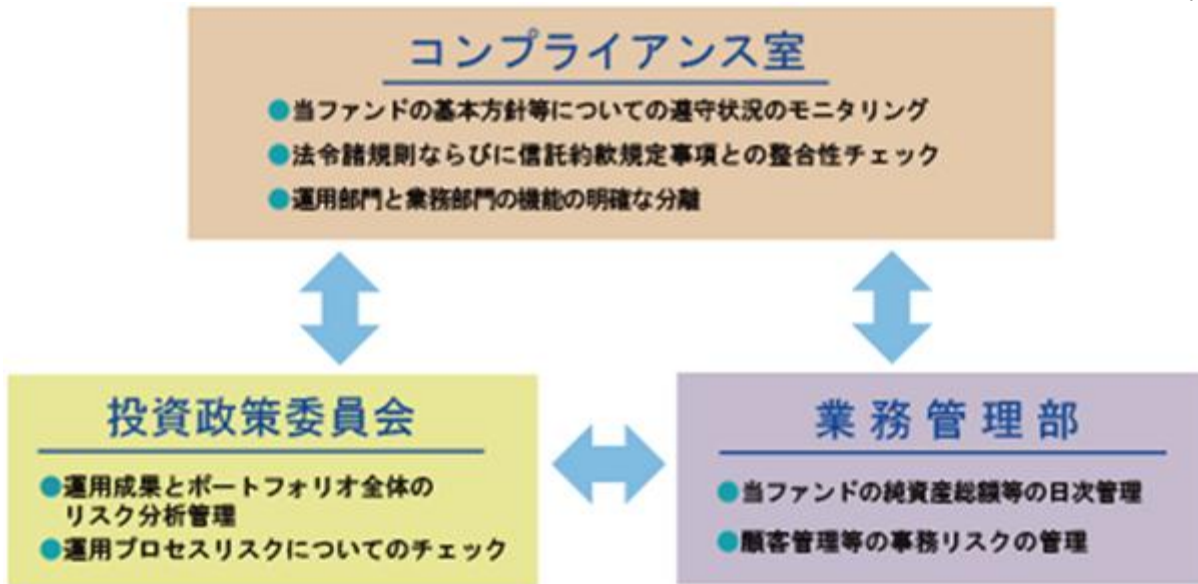 コンプライアンス室
●当ファンドの基本方針等についての遵守状況のモニタリング
●法令諸規則ならびに信託約款規定事項との整合性チェック
●運用部門と業務部門の機能の明確な分離
投資政策委員会
●運用成果とポートフォリオ全体の
リスク分析管理
●運用プロセスリスクについてのチェック
業務管理部
●当ファンドの純資産総額等の日次管理
●顧客管理等の事務リスクの管理